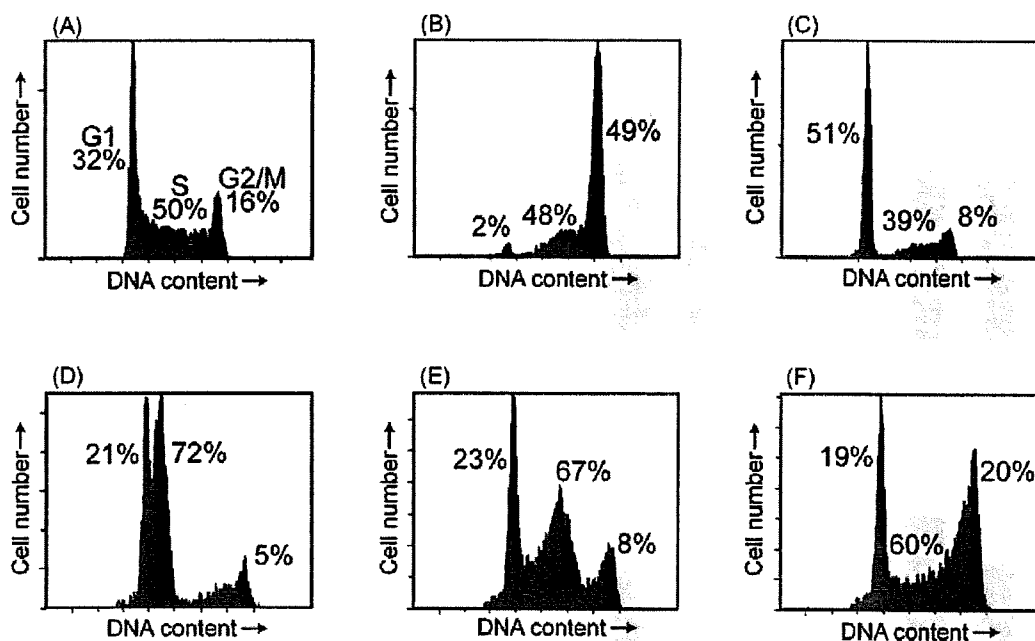 (A)
Cell number→
G1
32%
S
50%
G2/M
16%
DNA content→
(B)
Cell number→
2%
48%
49%
DNA content→
(C)
Cell number→
51%
39%
8%
DNA content→
(D)
Cell number→
21%
72%
5%
DNA content→
(E)
Cell number→
23%
67%
8%
DNA content→
(F)
Cell number→
19%
60%
20%
DNA content→